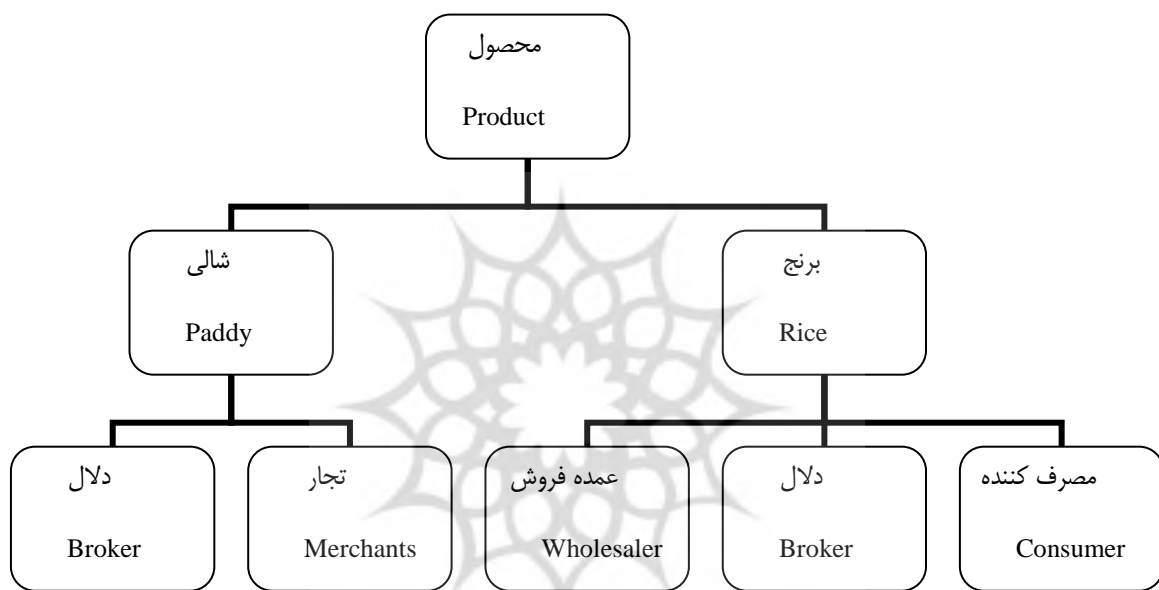 محصول
Product
شالی
Paddy
برنج
Rice
دلال
Broker
تجار
Merchants
عمده فروش
Wholesaler
دلال
Broker
مصرف کننده
Consumer